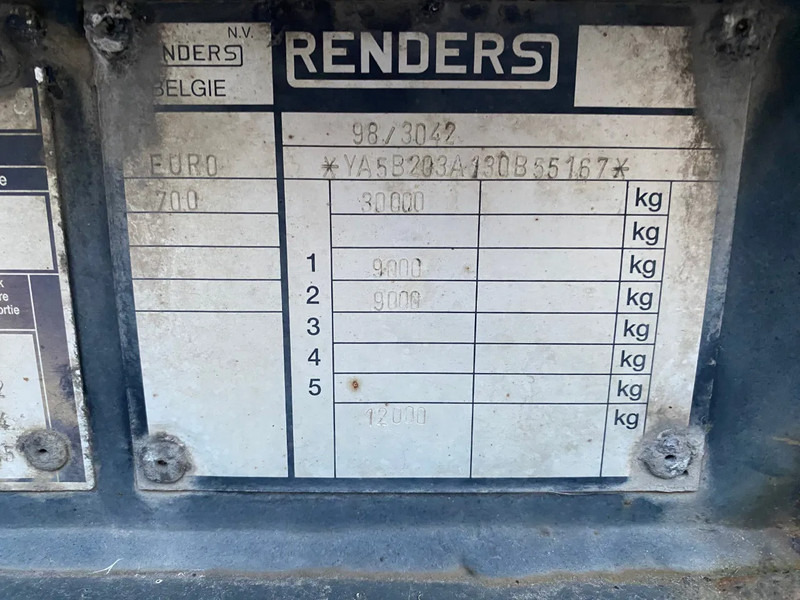 N.V.
NDERS
BELGIE
RENDERS
98/3042
EURO *YA5B203A130B55167*
700 30000 kg
kg
1 9000 kg
2 9000 kg
3 kg
4 kg
5 kg
12000 kg